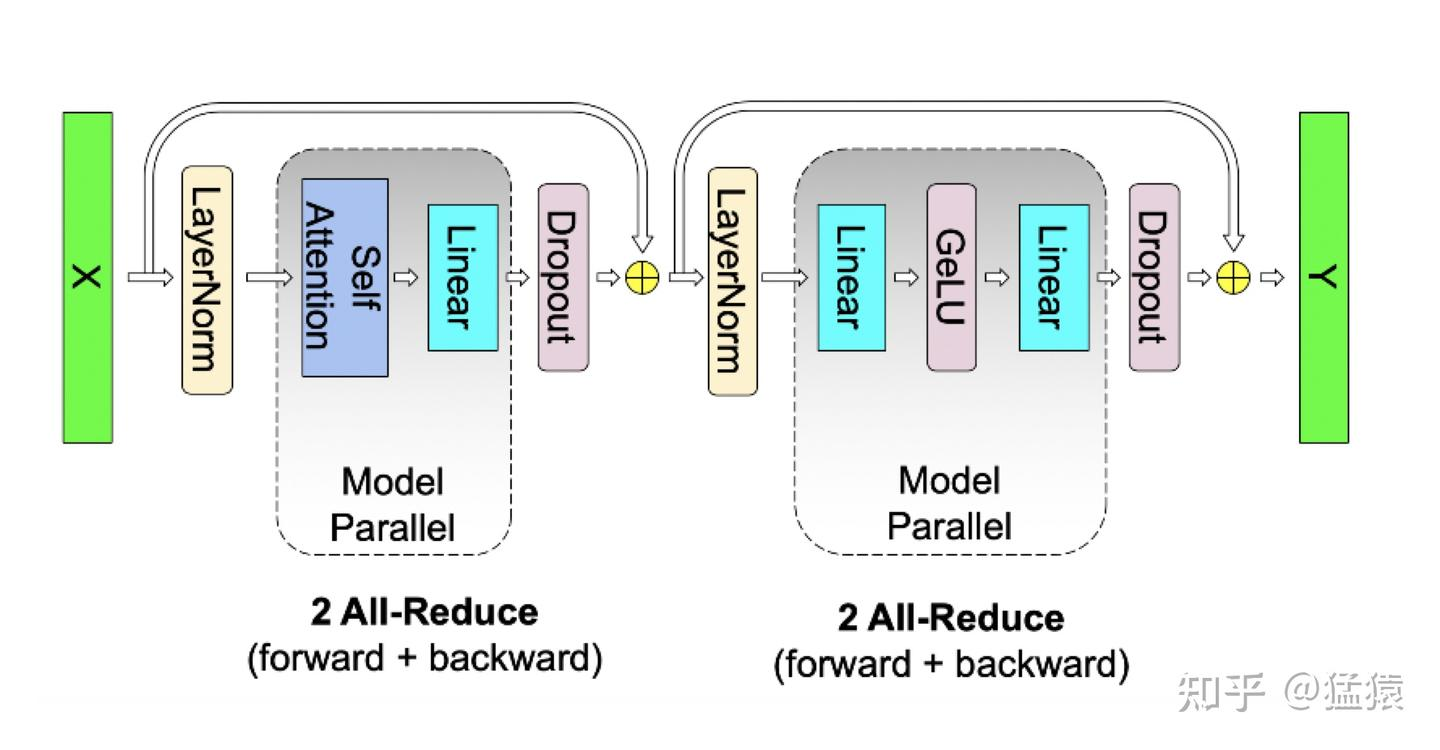 X
LayerNorm
Self
Attention
Linear
Dropout
LayerNorm
Linear
GeLU
Linear
Dropout
Y
Model
Parallel
Model
Parallel
2 All-Reduce
(forward + backward)
2 All-Reduce
(forward + backward)
知乎 @猛猿